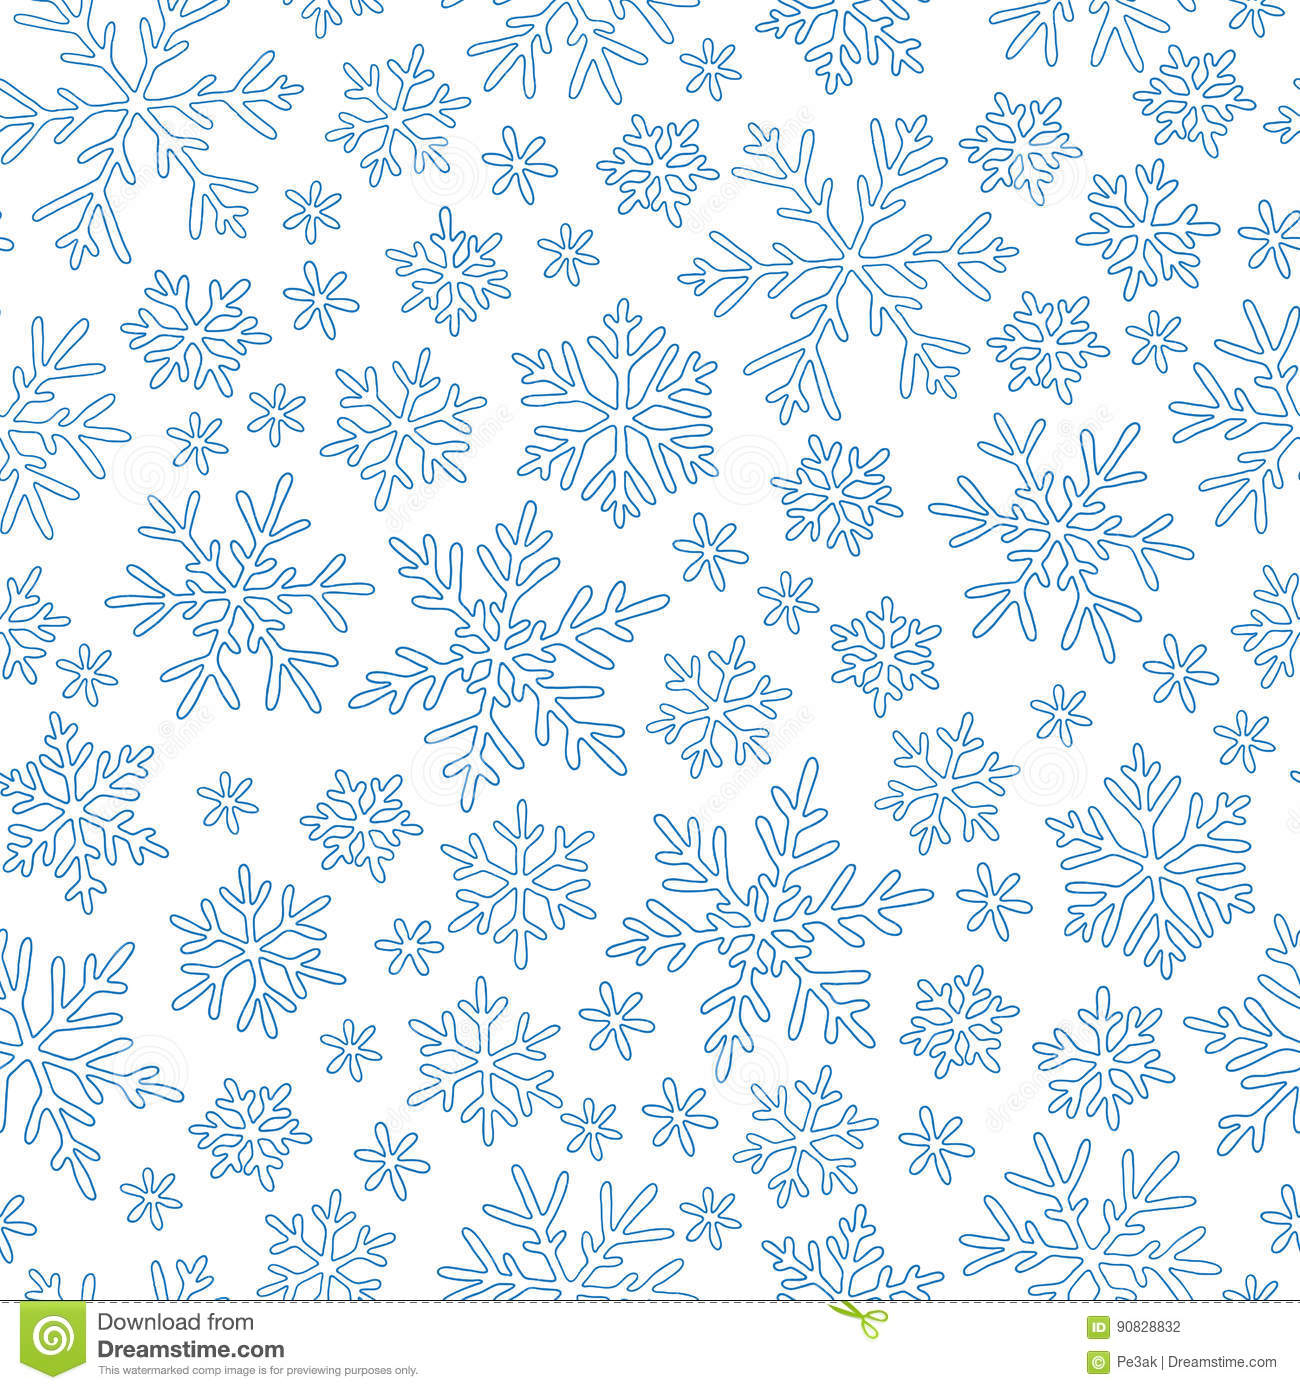 Download from
Dreamstime.com
This watermarked comp image is for previewing purposes only.
ID 90828832
© Pe3ak | Dreamstime.com